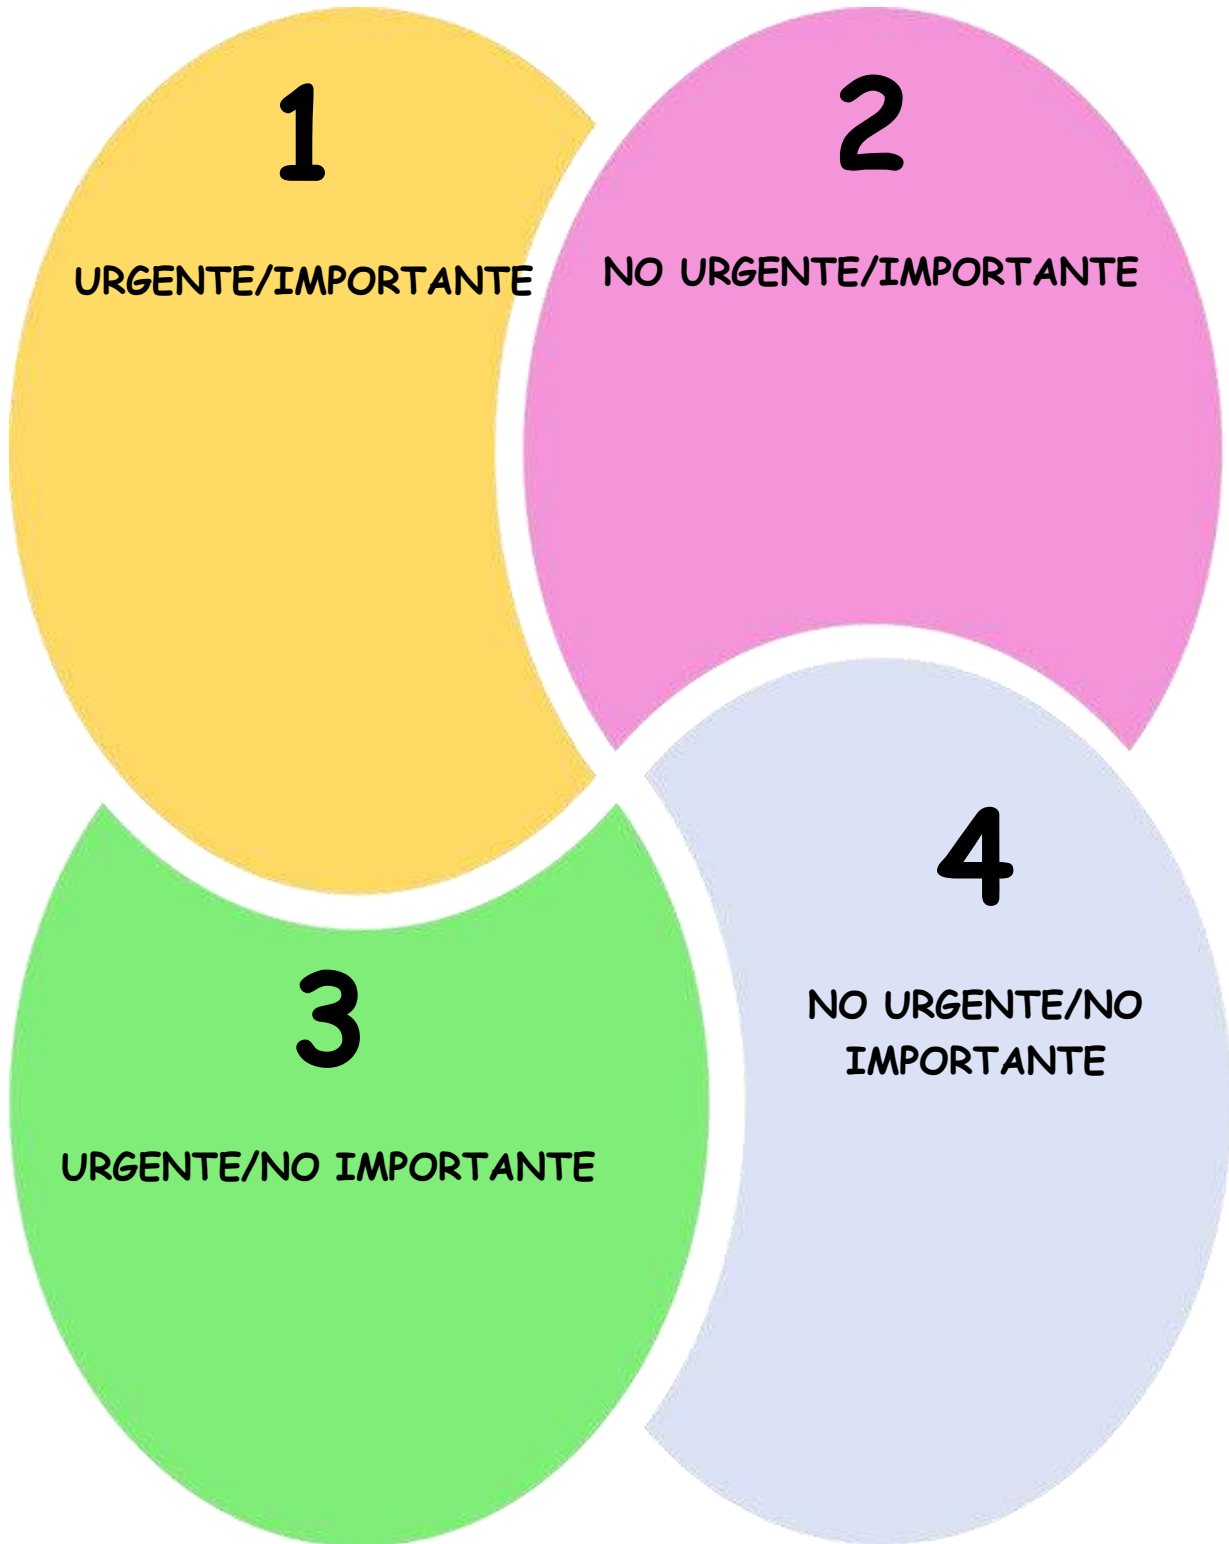 1
URGENTE/IMPORTANTE
2
NO URGENTE/IMPORTANTE
3
URGENTE/NO IMPORTANTE
4
NO URGENTE/NO
IMPORTANTE